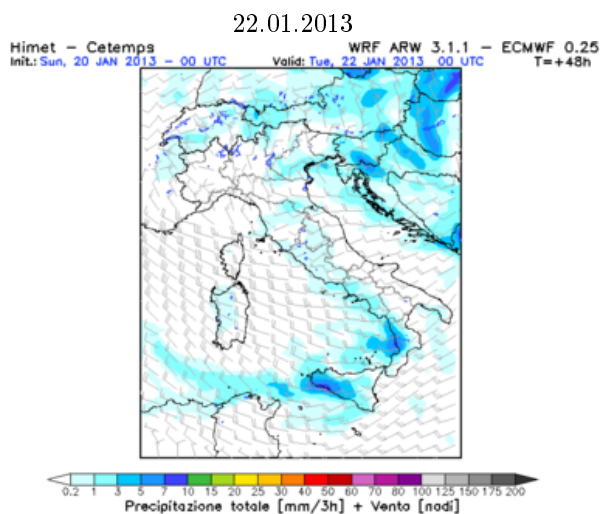 22.01.2013
Himet – Cetemps WRF ARW 3.1.1 – ECMWF 0.25
Init.: Sun, 20 JAN 2013 – 00 UTC Valid: Tue, 22 JAN 2013 00 UTC T=+48h
0.2 1 3 5 7 10 15 20 25 30 40 50 60 70 80 100 125 150 175 200
Precipitazione totale [mm/3h] + Vento [nodi]